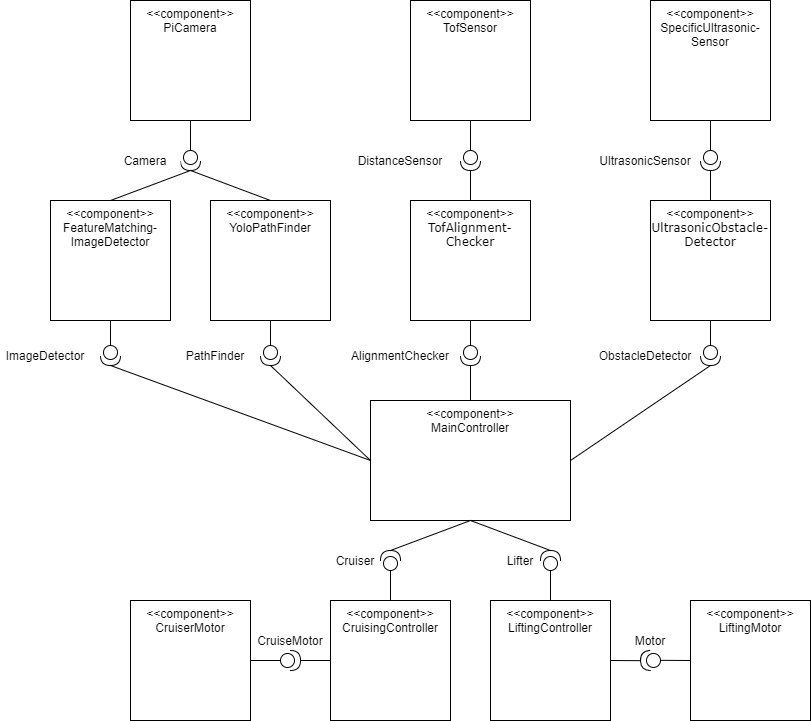 <<component>>
PiCamera
<<component>>
TofSensor
<<component>>
SpecificUltrasonic-
Sensor
Camera
DistanceSensor
UltrasonicSensor
<<component>>
FeatureMatching-
ImageDetector
<<component>>
YoloPathFinder
<<component>>
TofAlignment-
Checker
<<component>>
UltrasonicObstacle-
Detector
ImageDetector
PathFinder
AlignmentChecker
ObstacleDetector
<<component>>
MainController
Cruiser
Lifter
<<component>>
CruiserMotor
CruiseMotor
<<component>>
CruisingController
<<component>>
LiftingController
Motor
<<component>>
LiftingMotor